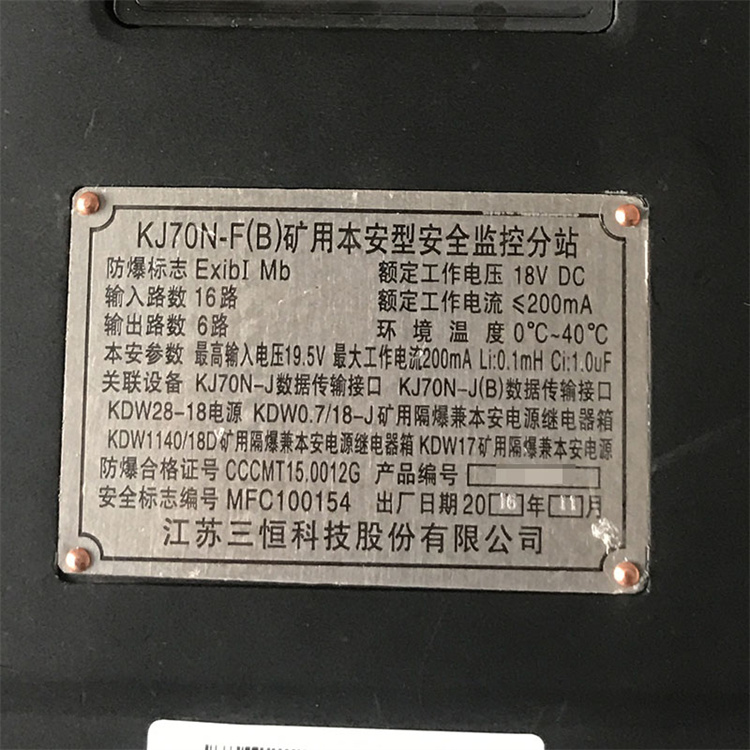 KJ70N-F(B)矿用本安型安全监控分站
防爆标志 ExibⅠ Mb 额定工作电压 18V DC
输入路数 16路 额定工作电流 ≤200mA
输出路数 6路 环境温度 0℃~40℃
本安参数 最高输入电压19.5V 最大工作电流200mA Li:0.1mH Ci:1.0uF
关联设备 KJ70N-J数据传输接口 KJ70N-J(B)数据传输接口
KDW28-18电源 KDW0.7/18-J矿用隔爆兼本安电源继电器箱
KDW1140/18D矿用隔爆兼本安电源继电器箱 KDW17矿用隔爆兼本安电源
防爆合格证号 CCCMT15.0012G 产品编号
安全标志编号 MFC100154 出厂日期 2016年11月
江苏三恒科技股份有限公司